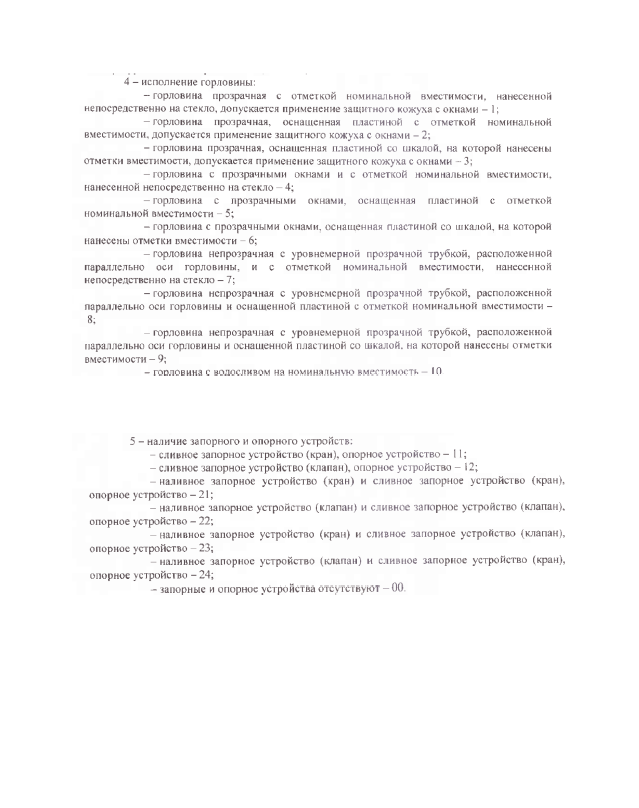 4 – исполнение горловины:
– горловина прозрачная с отметкой номинальной вместимости, нанесенной
непосредственно на стекло, допускается применение защитного кожуха с окнами – 1;
– горловина прозрачная, оснащенная пластиной с отметкой номинальной
вместимости, допускается применение защитного кожуха с окнами – 2;
– горловина прозрачная, оснащенная пластиной со шкалой, на которой нанесены
отметки вместимости, допускается применение защитного кожуха с окнами – 3;
– горловина с прозрачными окнами и с отметкой номинальной вместимости,
нанесенной непосредственно на стекло – 4;
– горловина с прозрачными окнами, оснащенная пластиной с отметкой
номинальной вместимости – 5;
– горловина с прозрачными окнами, оснащенная пластиной со шкалой, на которой
нанесены отметки вместимости – 6;
– горловина непрозрачная с уровнемерной прозрачной трубкой, расположенной
параллельно оси горловины, и с отметкой номинальной вместимости, нанесенной
непосредственно на стекло – 7;
– горловина непрозрачная с уровнемерной прозрачной трубкой, расположенной
параллельно оси горловины и оснащенной пластиной с отметкой номинальной вместимости –
8;
– горловина непрозрачная с уровнемерной прозрачной трубкой, расположенной
параллельно оси горловины и оснащенной пластиной со шкалой, на которой нанесены отметки
вместимости – 9;
– горловина с водосливом на номинальную вместимость – 10
5 – наличие запорного и опорного устройств:
– сливное запорное устройство (кран), опорное устройство – 11;
– сливное запорное устройство (клапан), опорное устройство – 12;
– наливное запорное устройство (кран) и сливное запорное устройство (кран),
опорное устройство – 21;
– наливное запорное устройство (клапан) и сливное запорное устройство (клапан),
опорное устройство – 22;
– наливное запорное устройство (кран) и сливное запорное устройство (клапан),
опорное устройство – 23;
– наливное запорное устройство (клапан) и сливное запорное устройство (кран),
опорное устройство – 24;
– запорные и опорное устройства отсутствуют – 00.